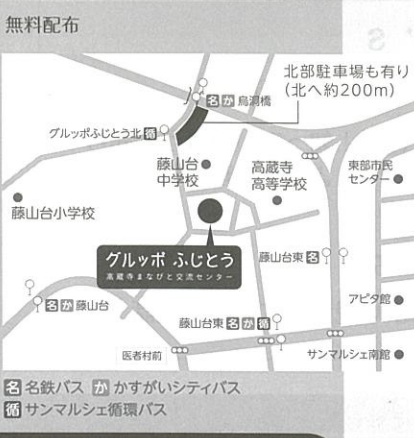 無料配布
北部駐車場も有り
(北へ約200m)
名 か 鳥洞橋
グルッポふじとう北 循
藤山台
中学校
高蔵寺
高等学校
東部市民
センター
藤山台小学校
グルッポ ふじとう
高蔵寺まなびと交流センター
藤山台東 名
名 か 藤山台
アピタ館
藤山台東 名 か 循
医者村前
サンマルシェ南館
名 名鉄バス か かすがいシティバス
循 サンマルシェ循環バス